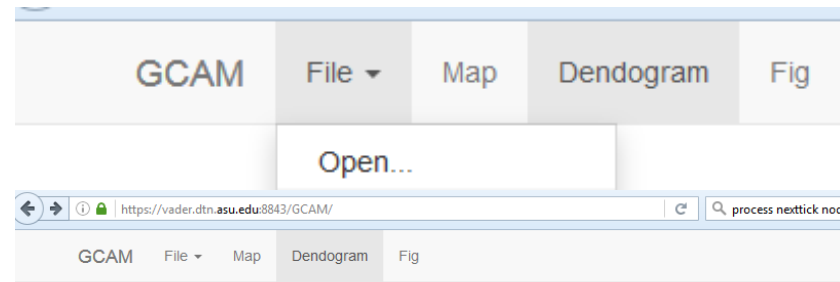 GCAM File Map Dendogram Fig
Open...
https://vader.dtn.asu.edu:8843/GCAM/ process nexttick
GCAM File Map Dendogram Fig